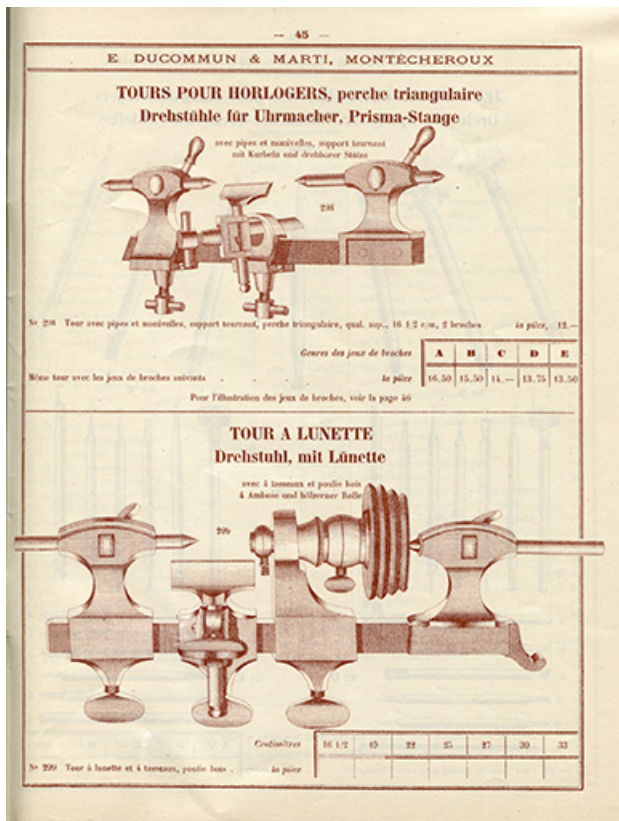 — 45 —
E. DUCOMMUN & MARTI, MONTÉCHEROUX
TOURS POUR HORLOGERS, perche triangulaire
Drehstühle für Uhrmacher, Prisma-Stange
avec pipes et manivelles, support tournant
mit Kurbeln und drehbarer Stütze
298
No 298 Tour avec pipes et manivelles, support tournant, perche triangulaire, qual. sup., 16 1/2 c/m, 2 broches la pièce, 12.—
Genres des jeux de broches A B C D E
Même tour avec les jeux de broches suivants . . . . la pièce 16.50 15.50 14.— 13.75 13.50
Pour l'illustration des jeux de broches, voir la page 46
TOUR A LUNETTE
Drehstuhl, mit Lünette
avec 4 tasseaux et poulie bois
4 Ambose und hölzerner Rolle
299
Centimètres 16 1/2 19 22 25 27 30 33
No 299 Tour à lunette et 4 tasseaux, poulie bois . la pièce